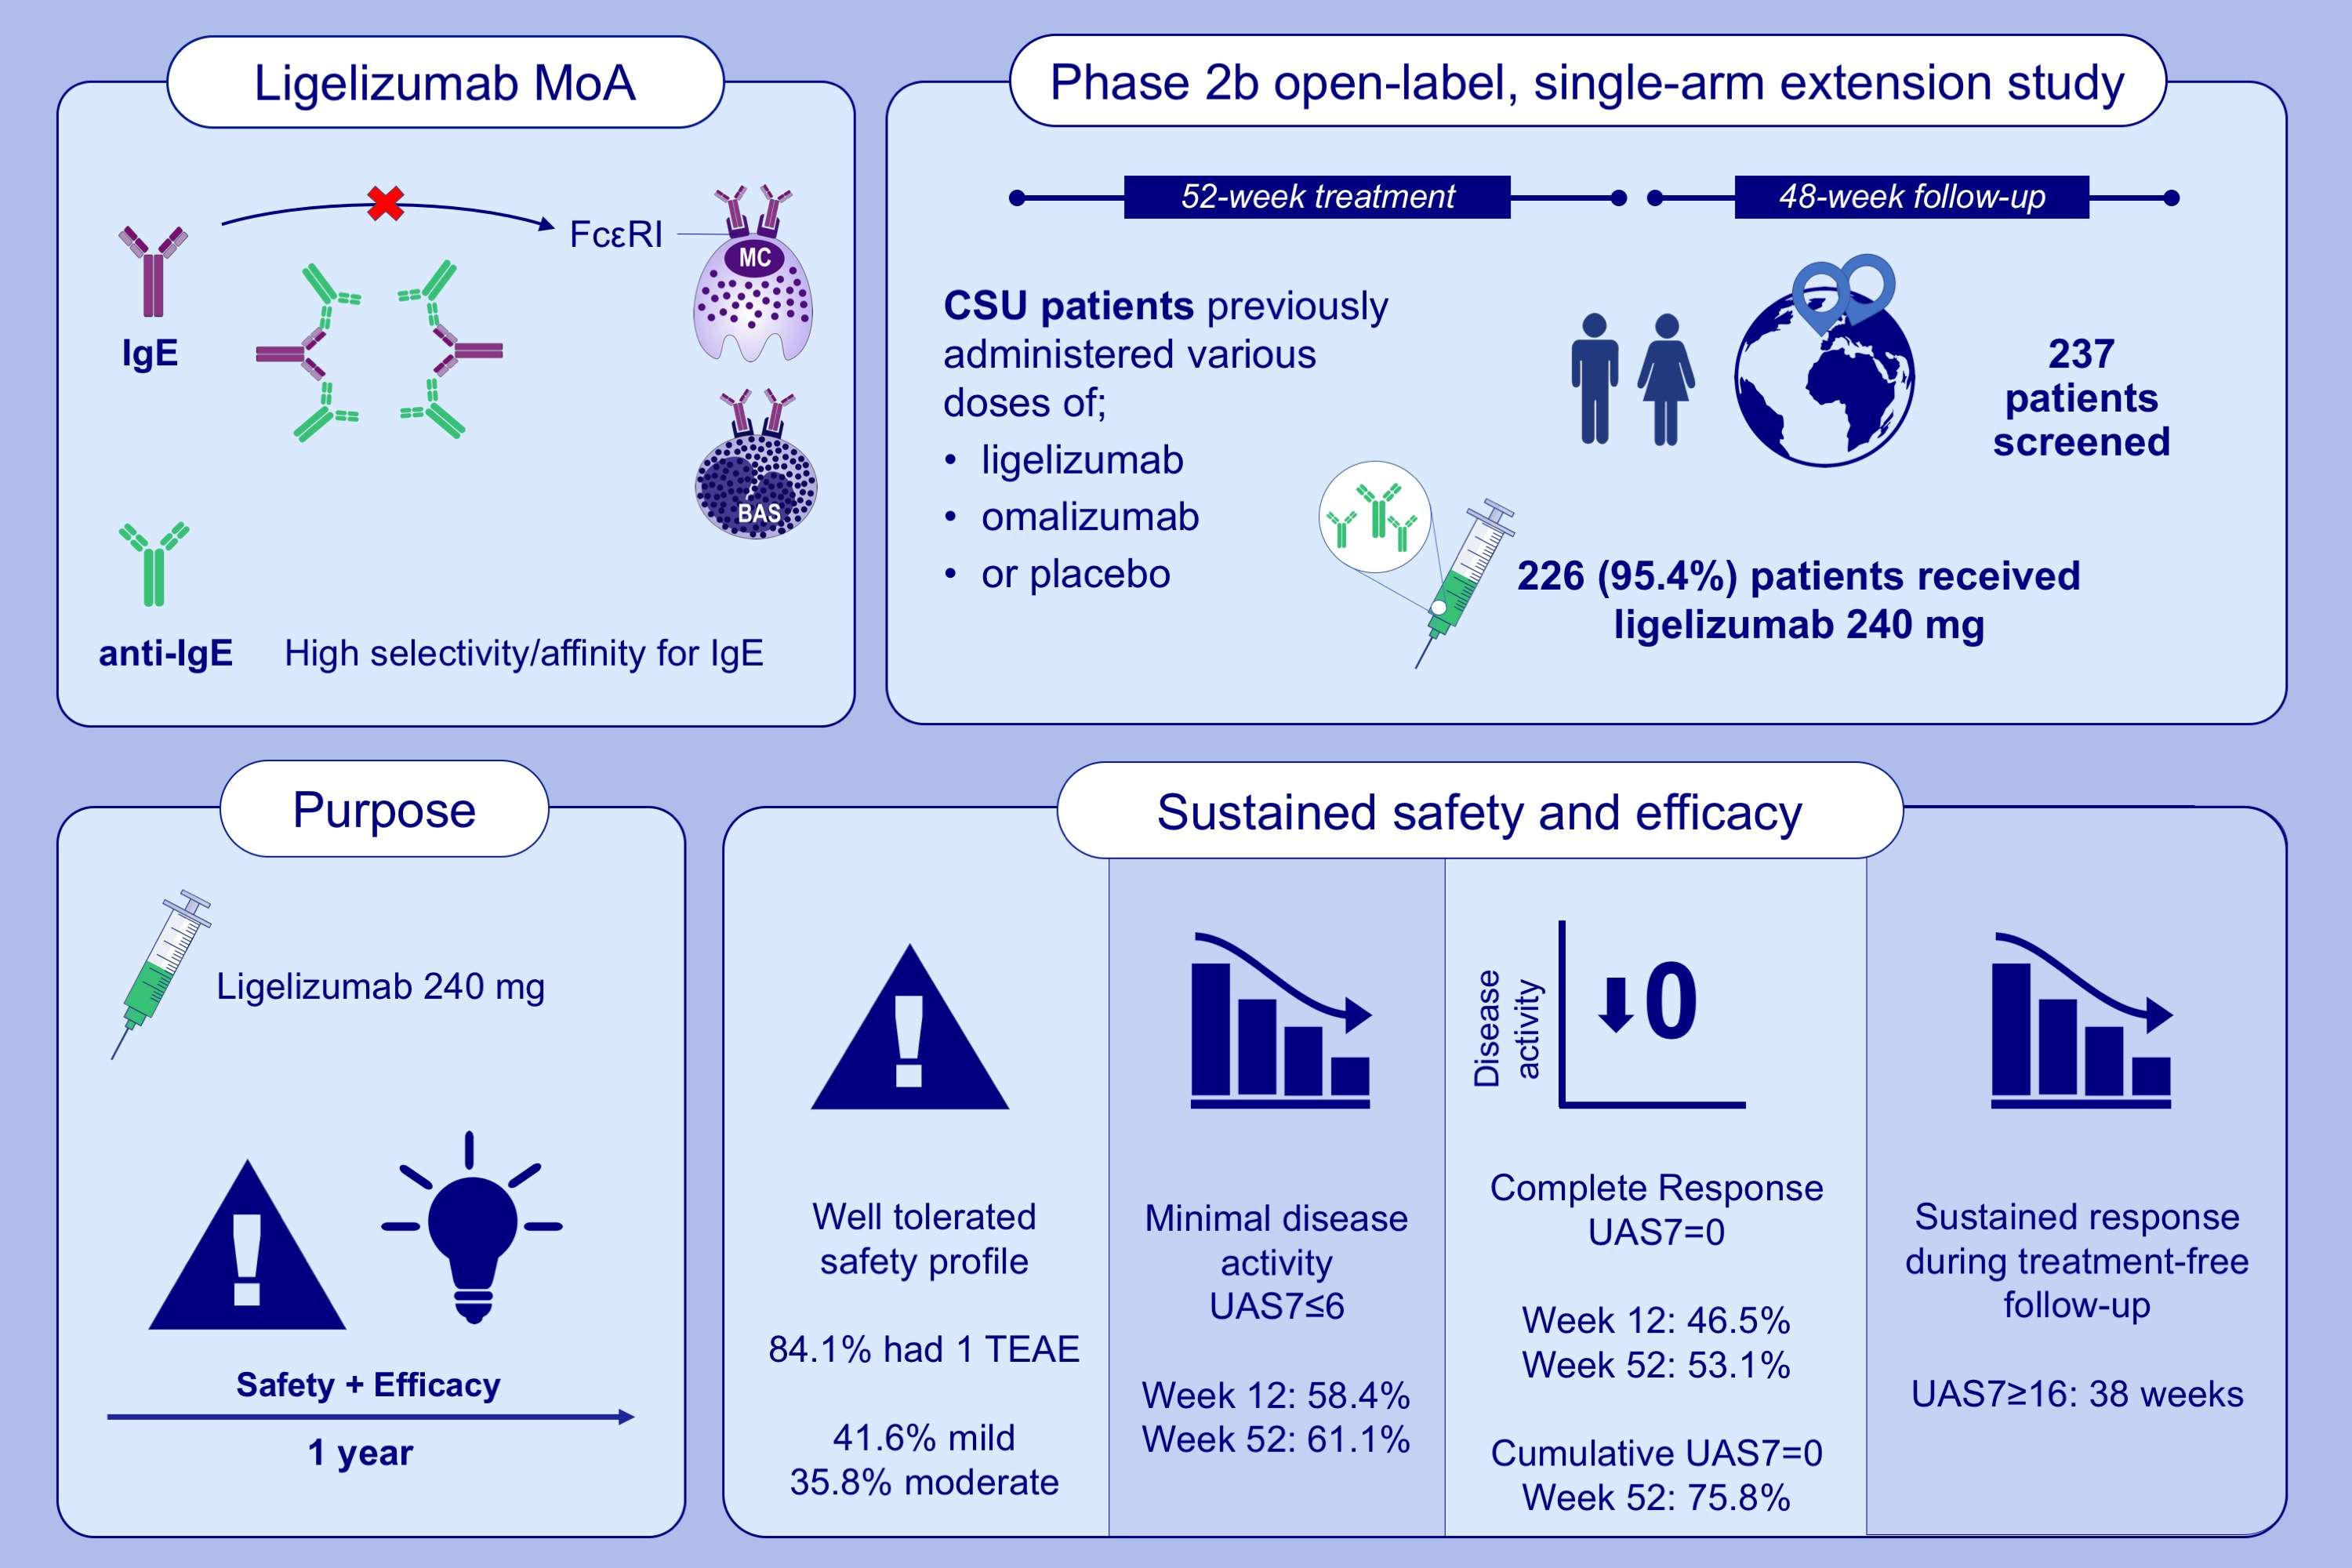 Ligelizumab MoA
FcεRI
MC
IgE
BAS
anti-IgE
High selectivity/affinity for IgE
Phase 2b open-label, single-arm extension study
52-week treatment
48-week follow-up
CSU patients previously
administered various
doses of;
• ligelizumab
• omalizumab
• or placebo
237
patients
screened
226 (95.4%) patients received
ligelizumab 240 mg
Purpose
Ligelizumab 240 mg
Safety + Efficacy
1 year
Sustained safety and efficacy
Well tolerated
safety profile
84.1% had 1 TEAE
41.6% mild
35.8% moderate
Minimal disease
activity
UAS7≤6
Week 12: 58.4%
Week 52: 61.1%
Disease
activity
0
Complete Response
UAS7=0
Week 12: 46.5%
Week 52: 53.1%
Cumulative UAS7=0
Week 52: 75.8%
Sustained response
during treatment-free
follow-up
UAS7≥16: 38 weeks